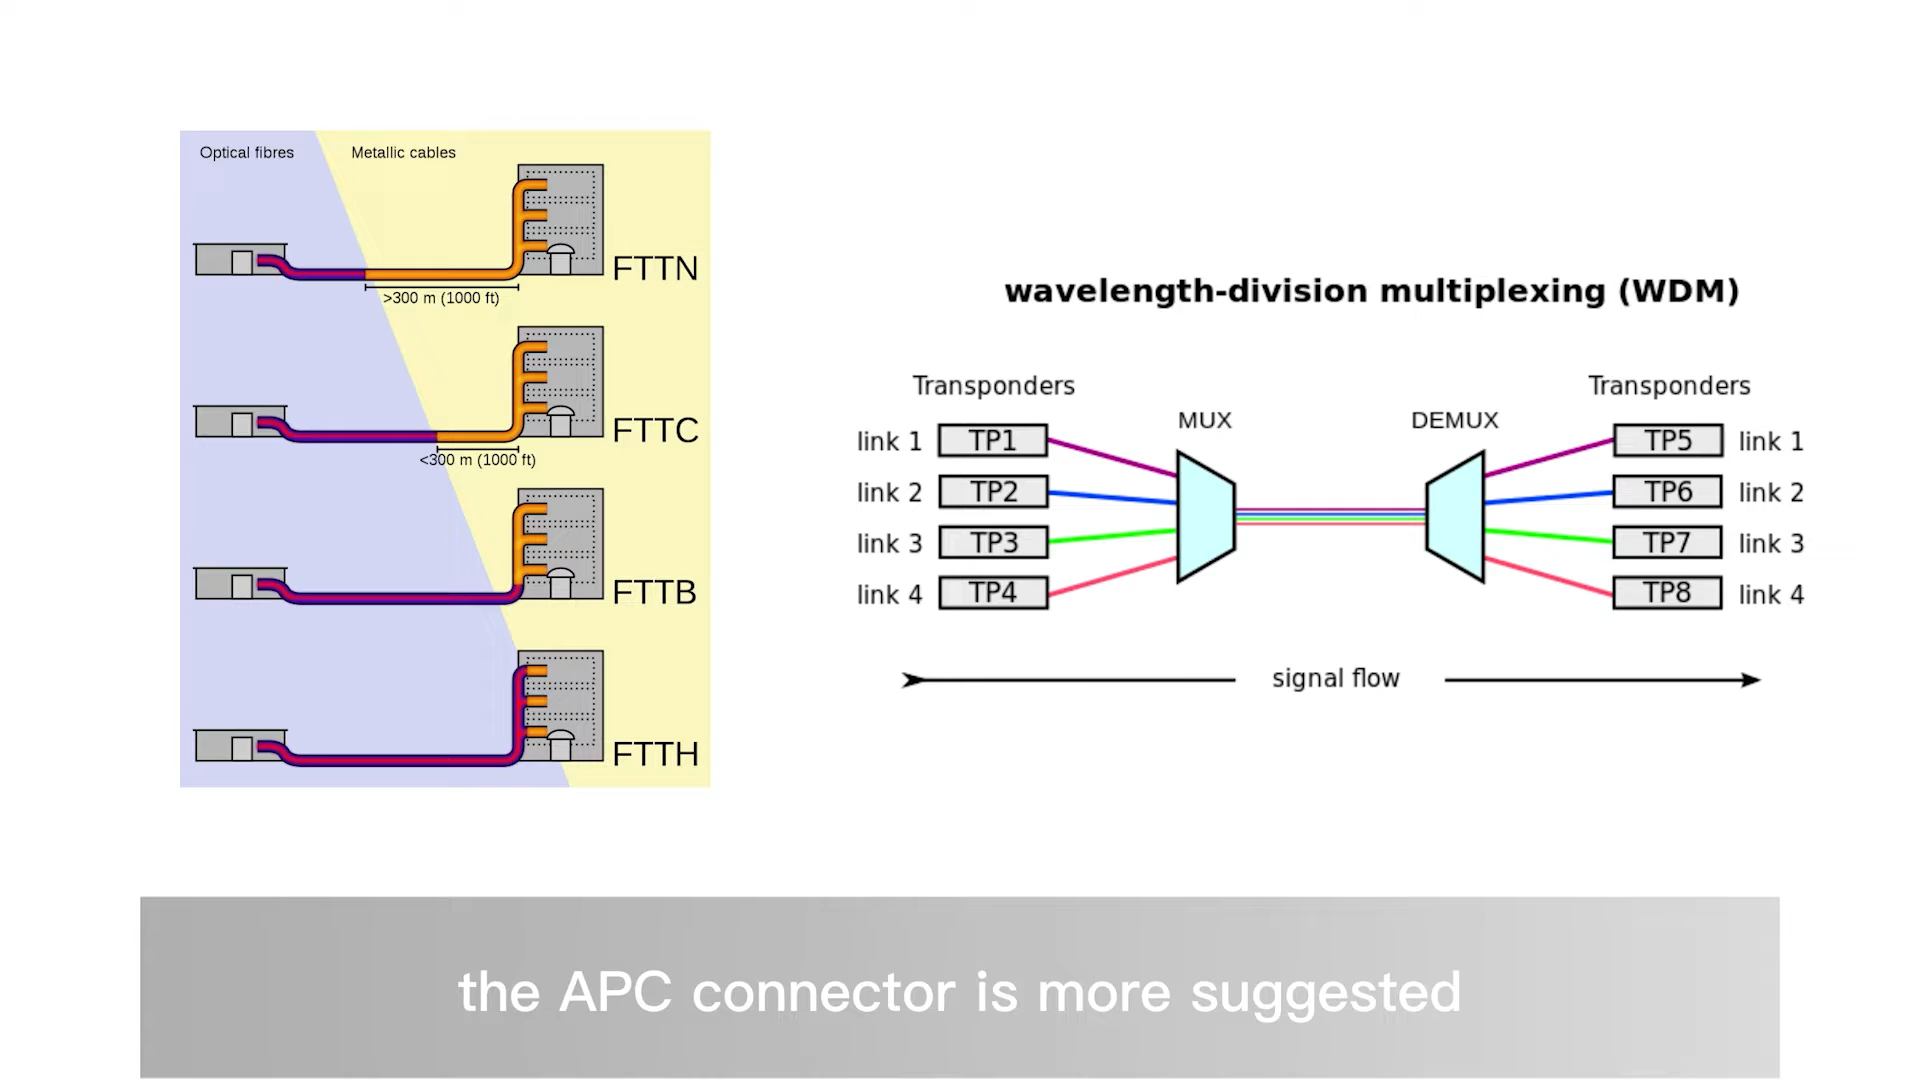 Optical fibres Metallic cables
FTTN
>300 m (1000 ft)
FTTC
<300 m (1000 ft)
FTTB
FTTH
wavelength-division multiplexing (WDM)
Transponders Transponders
MUX DEMUX
link 1 TP1 TP5 link 1
link 2 TP2 TP6 link 2
link 3 TP3 TP7 link 3
link 4 TP4 TP8 link 4
signal flow
the APC connector is more suggested